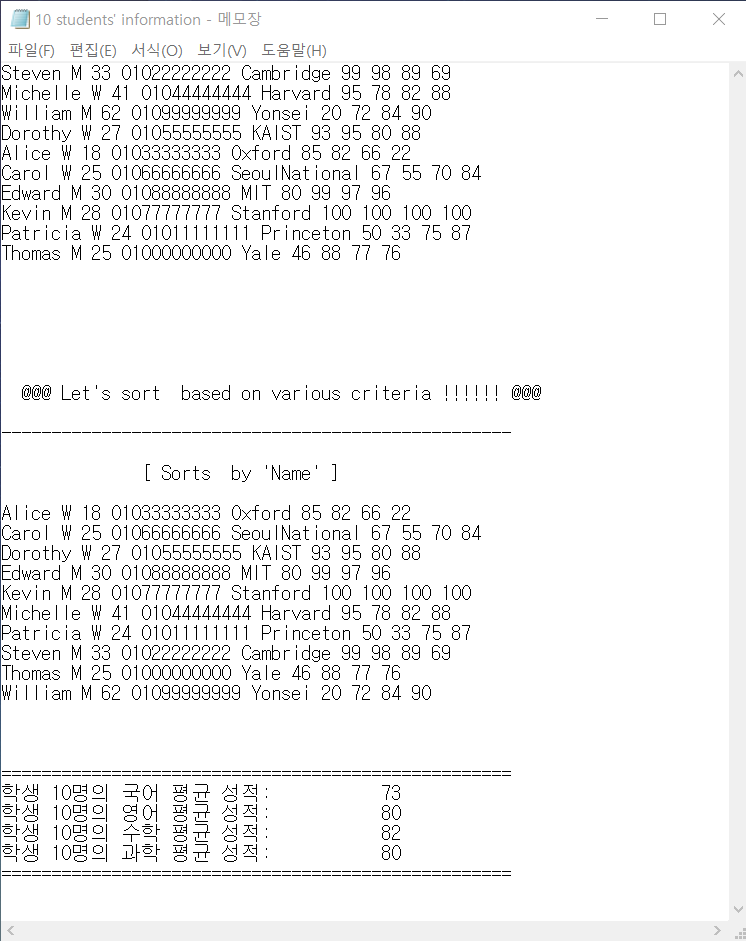 10 students' information - 메모장
파일(F) 편집(E) 서식(O) 보기(V) 도움말(H)
Steven M 33 01022222222 Cambridge 99 98 89 69
Michelle W 41 01044444444 Harvard 95 78 82 88
William M 62 01099999999 Yonsei 20 72 84 90
Dorothy W 27 01055555555 KAIST 93 95 80 88
Alice W 18 01033333333 Oxford 85 82 66 22
Carol W 25 01066666666 SeoulNational 67 55 70 84
Edward M 30 01088888888 MIT 80 99 97 96
Kevin M 28 01077777777 Stanford 100 100 100 100
Patricia W 24 01011111111 Princeton 50 33 75 87
Thomas M 25 01000000000 Yale 46 88 77 76
@@@ Let's sort  based on various criteria !!!!!! @@@
---------------------------------------------------
[ Sorts  by 'Name' ]
Alice W 18 01033333333 Oxford 85 82 66 22
Carol W 25 01066666666 SeoulNational 67 55 70 84
Dorothy W 27 01055555555 KAIST 93 95 80 88
Edward M 30 01088888888 MIT 80 99 97 96
Kevin M 28 01077777777 Stanford 100 100 100 100
Michelle W 41 01044444444 Harvard 95 78 82 88
Patricia W 24 01011111111 Princeton 50 33 75 87
Steven M 33 01022222222 Cambridge 99 98 89 69
Thomas M 25 01000000000 Yale 46 88 77 76
William M 62 01099999999 Yonsei 20 72 84 90
===================================================
학생 10명의 국어 평균 성적:           73
학생 10명의 영어 평균 성적:           80
학생 10명의 수학 평균 성적:           82
학생 10명의 과학 평균 성적:           80
===================================================